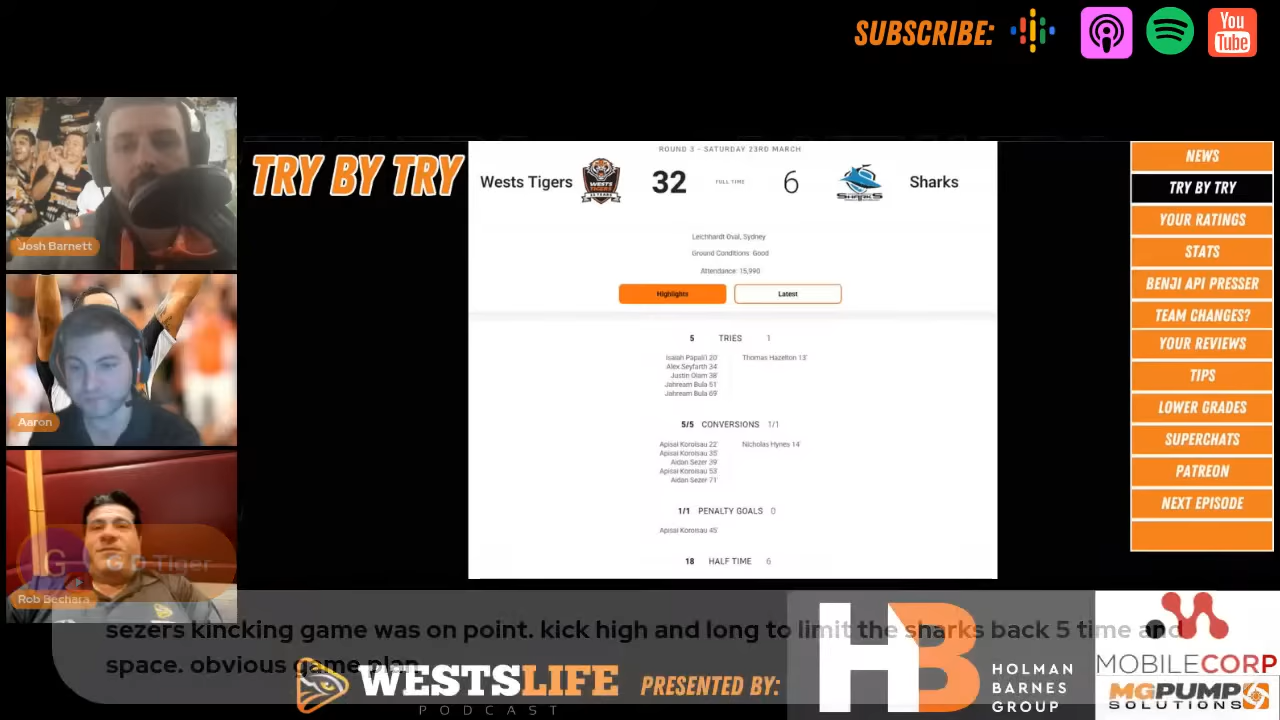 SUBSCRIBE:
You
Tube
Josh Barnett
Aaron
G D Tiger
Rob Bechara
TRY BY TRY
ROUND 3 - SATURDAY 23RD MARCH
Wests Tigers 32 FULL TIME 6 Sharks
WESTS
TIGERS
SHARKS
Leichhardt Oval, Sydney
Ground Conditions: Good
Attendance: 15,990
Highlights
Latest
5 TRIES 1
Isaiah Papali'i 20' Thomas Hazelton 13'
Alex Seyfarth 34'
Justin Olam 38'
Jahream Bula 51'
Jahream Bula 69'
5/5 CONVERSIONS 1/1
Apisai Koroisau 22' Nicholas Hynes 14'
Apisai Koroisau 35'
Aidan Sezer 39'
Apisai Koroisau 53'
Aidan Sezer 71'
1/1 PENALTY GOALS 0
Apisai Koroisau 45'
18 HALF TIME 6
NEWS
TRY BY TRY
YOUR RATINGS
STATS
BENJI API PRESSER
TEAM CHANGES?
YOUR REVIEWS
TIPS
LOWER GRADES
SUPERCHATS
PATREON
NEXT EPISODE
sezers kincking game was on point. kick high and long to limit the sharks back 5 time and
space. obvious game plan
WESTSLIFE
PODCAST
PRESENTED BY:
HB
HOLMAN
BARNES
GROUP
MOBILECORP
MGPUMP
SOLUTIONS